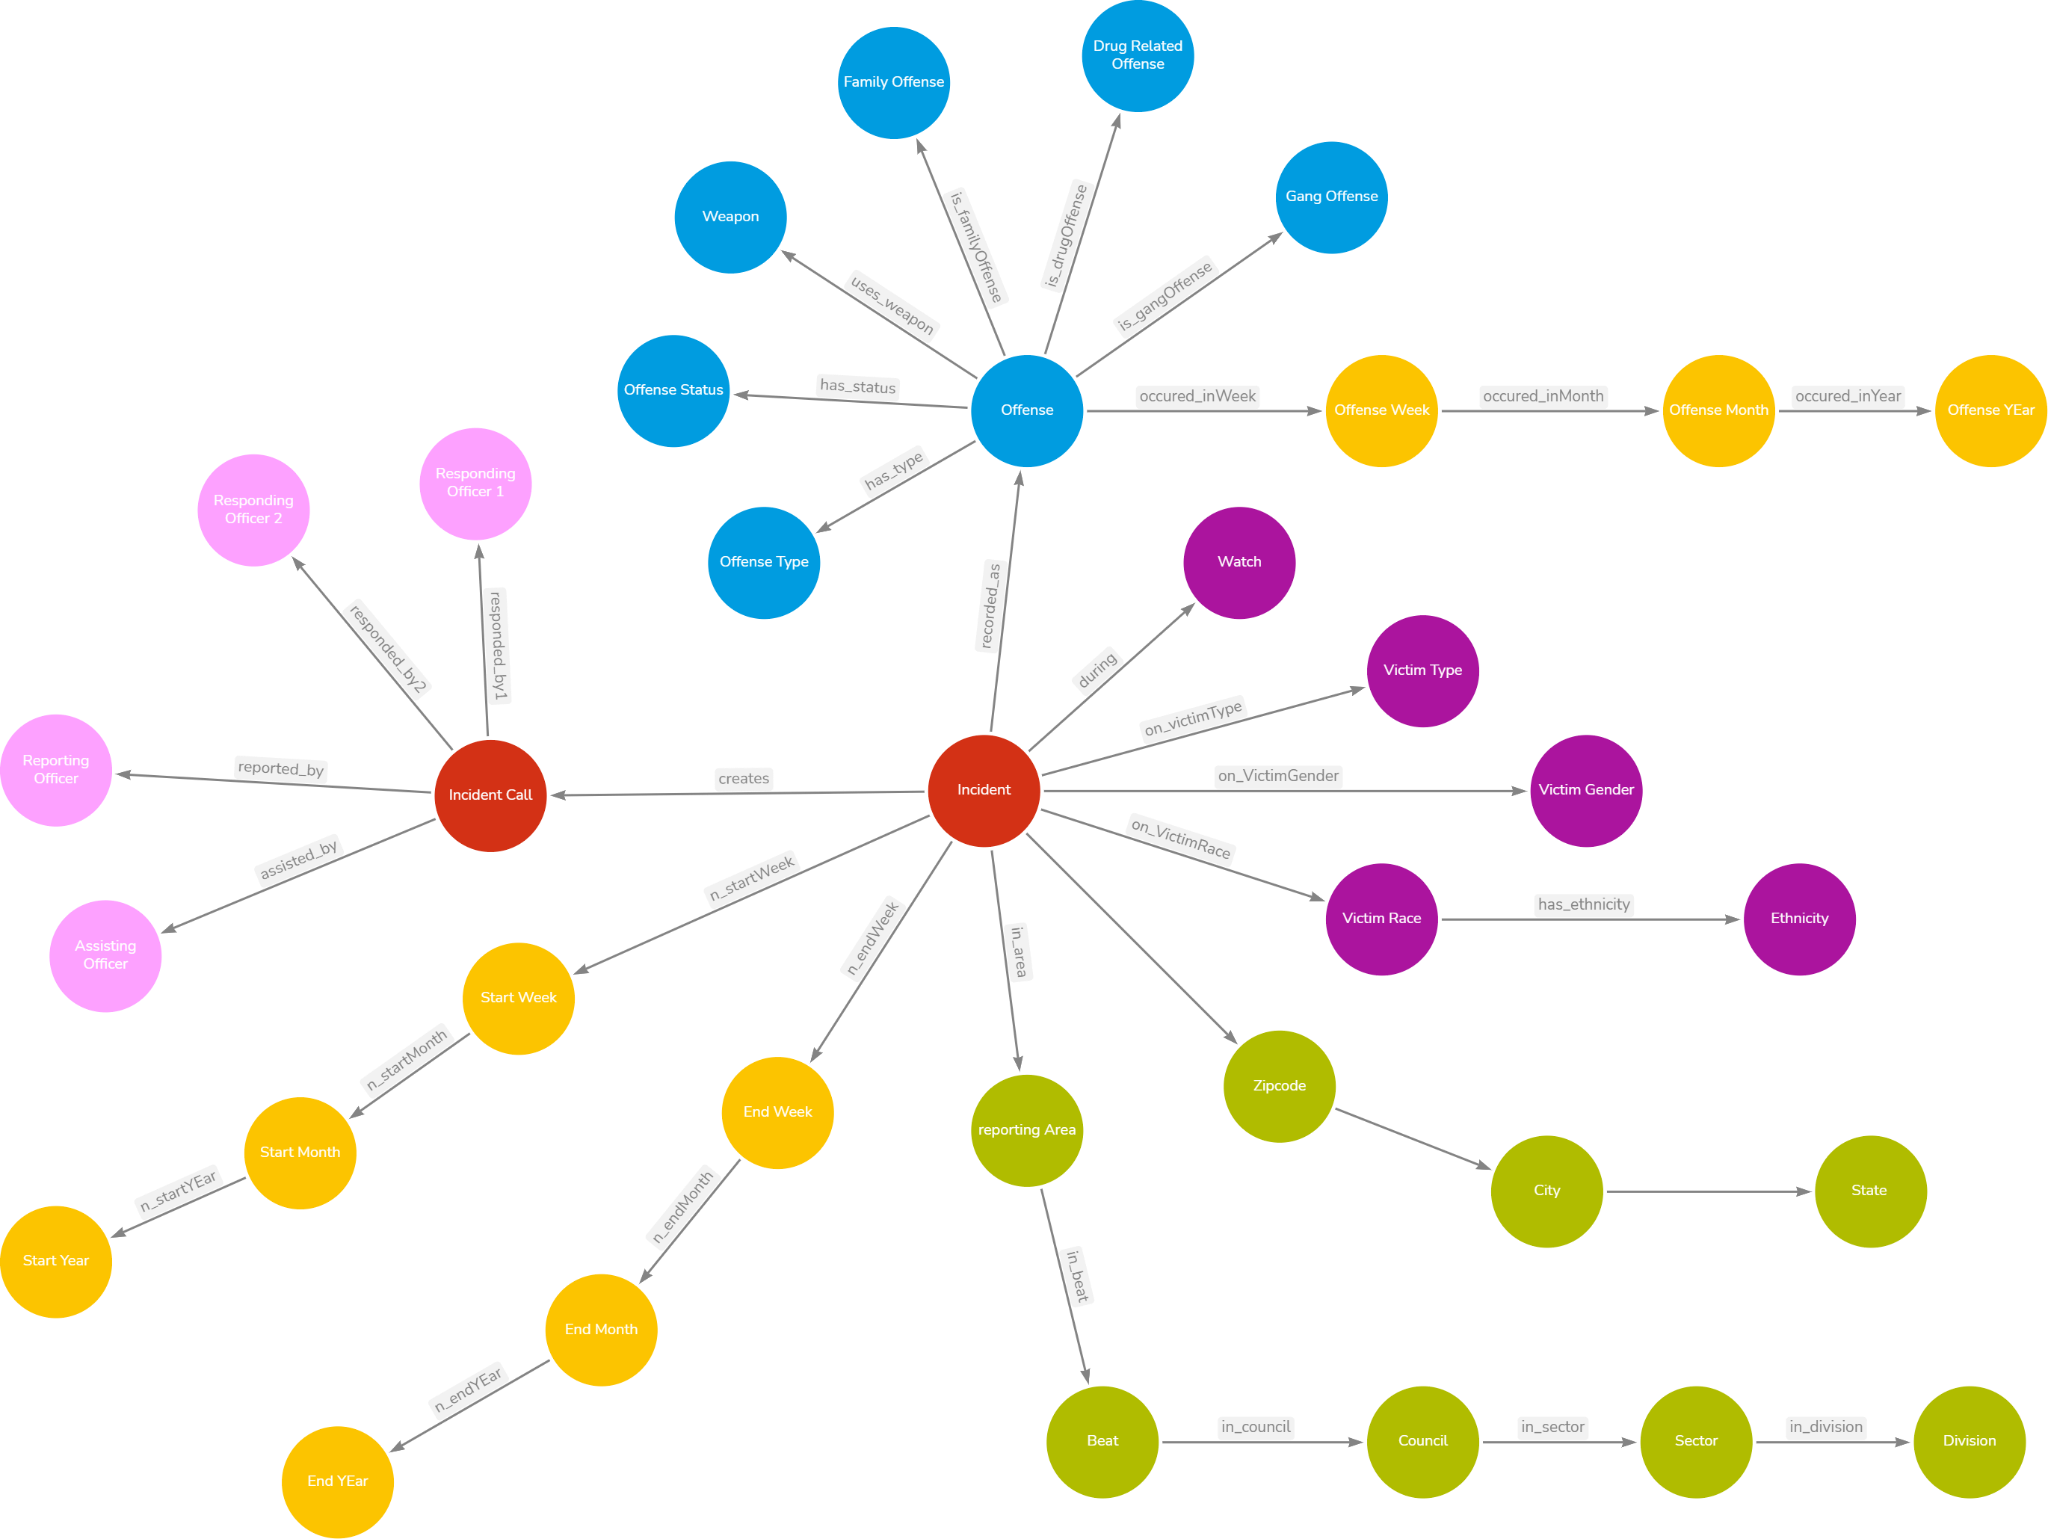 Drug Related
Offense
Family Offense
Gang Offense
Weapon
is_familyOffense
is_drugOffense
is_gangOffense
uses_weapon
Offense Status
has_status
Offense
occured_inWeek
Offense Week
occured_inMonth
Offense Month
occured_inYear
Offense YEar
has_type
Offense Type
Responding
Officer 1
Responding
Officer 2
responded_by2
responded_by1
recorded_as
Watch
during
Victim Type
on_victimType
Reporting
Officer
reported_by
Incident Call
creates
Incident
on_VictimGender
Victim Gender
on_VictimRace
Victim Race
has_ethnicity
Ethnicity
assisted_by
Assisting
Officer
n_startWeek
n_endWeek
in_area
Start Week
n_startMonth
Start Month
n_startYEar
Start Year
End Week
n_endMonth
End Month
n_endYEar
End YEar
reporting Area
Zipcode
City
State
in_beat
Beat
in_council
Council
in_sector
Sector
in_division
Division